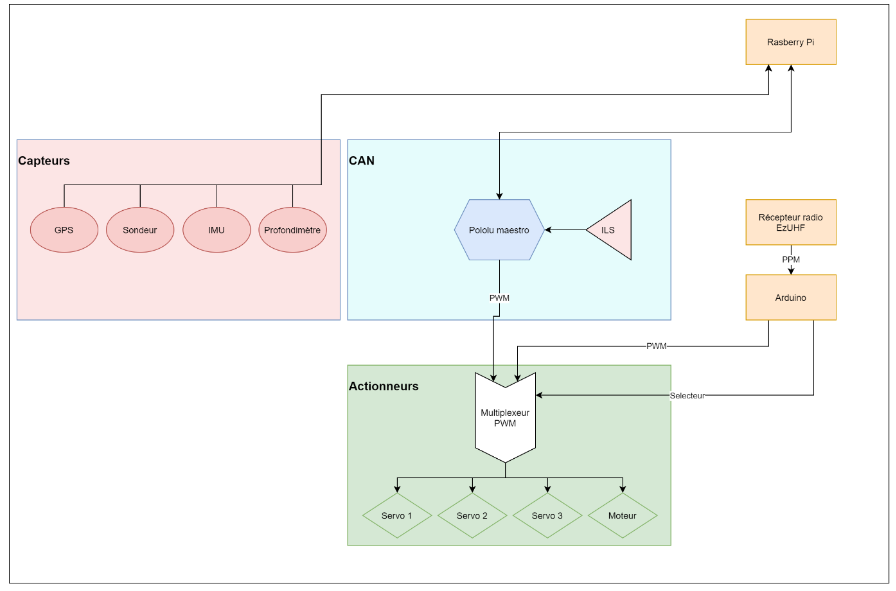 Rasberry Pi
Capteurs
CAN
GPS
Sondeur
IMU
Profondimètre
Pololu maestro
ILS
Récepteur radio
EzUHF
PPM
Arduino
PWM
PWM
Selecteur
Actionneurs
Multiplexeur
PWM
Servo 1
Servo 2
Servo 3
Moteur